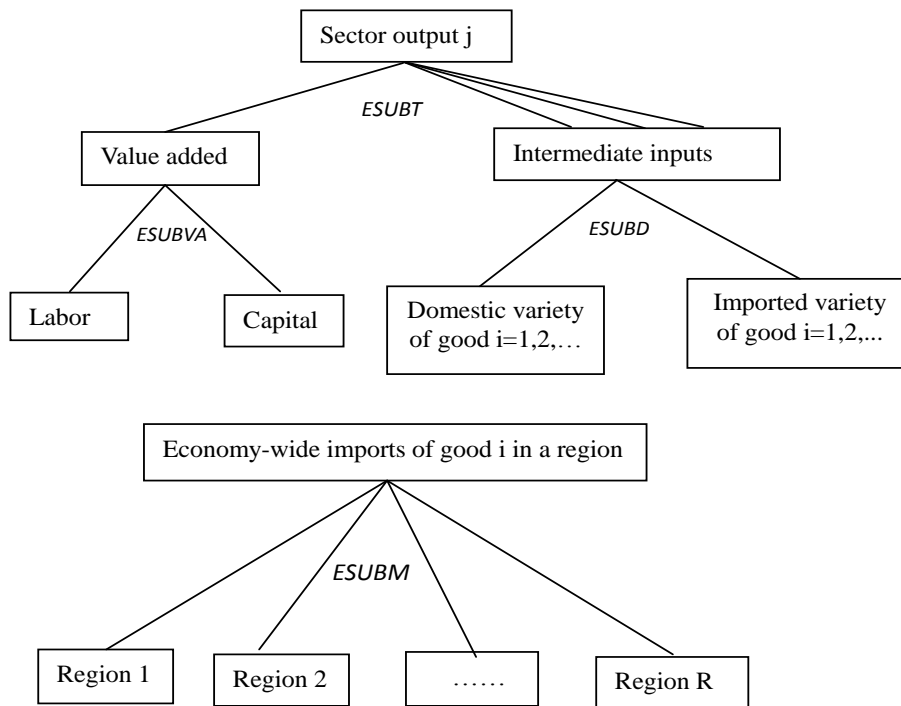 Sector output j
ESUBT
Value added
Intermediate inputs
ESUBVA
ESUBD
Labor
Capital
Domestic variety
of good i=1,2,…
Imported variety
of good i=1,2,...
Economy-wide imports of good i in a region
ESUBM
Region 1
Region 2
……
Region R